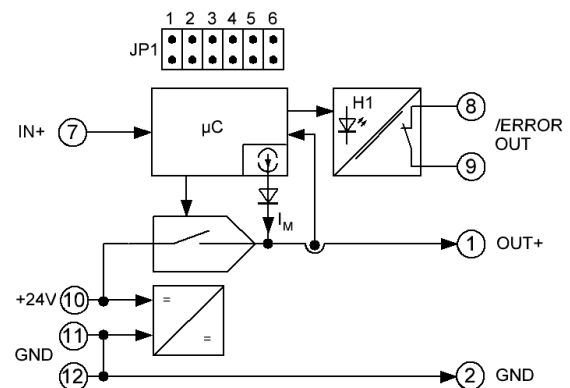 1 2 3 4 5 6
JP1
H1
8
IN+ 7
µC
/ERROR
OUT
9
IM
1 OUT+
+24V 10
=
11
=
GND
12
2 GND